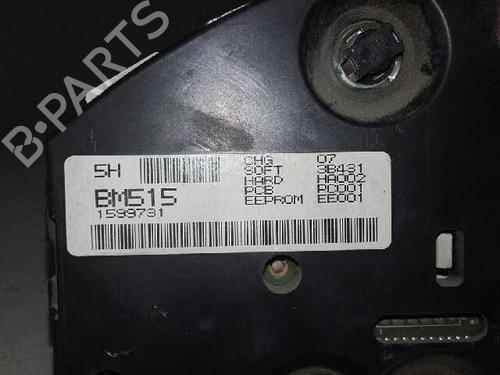 B-PARTS
5H
BM515
1599731
CHG 07
SOFT 3B431
HARD HA002
PCB PC001
EEPROM EE001